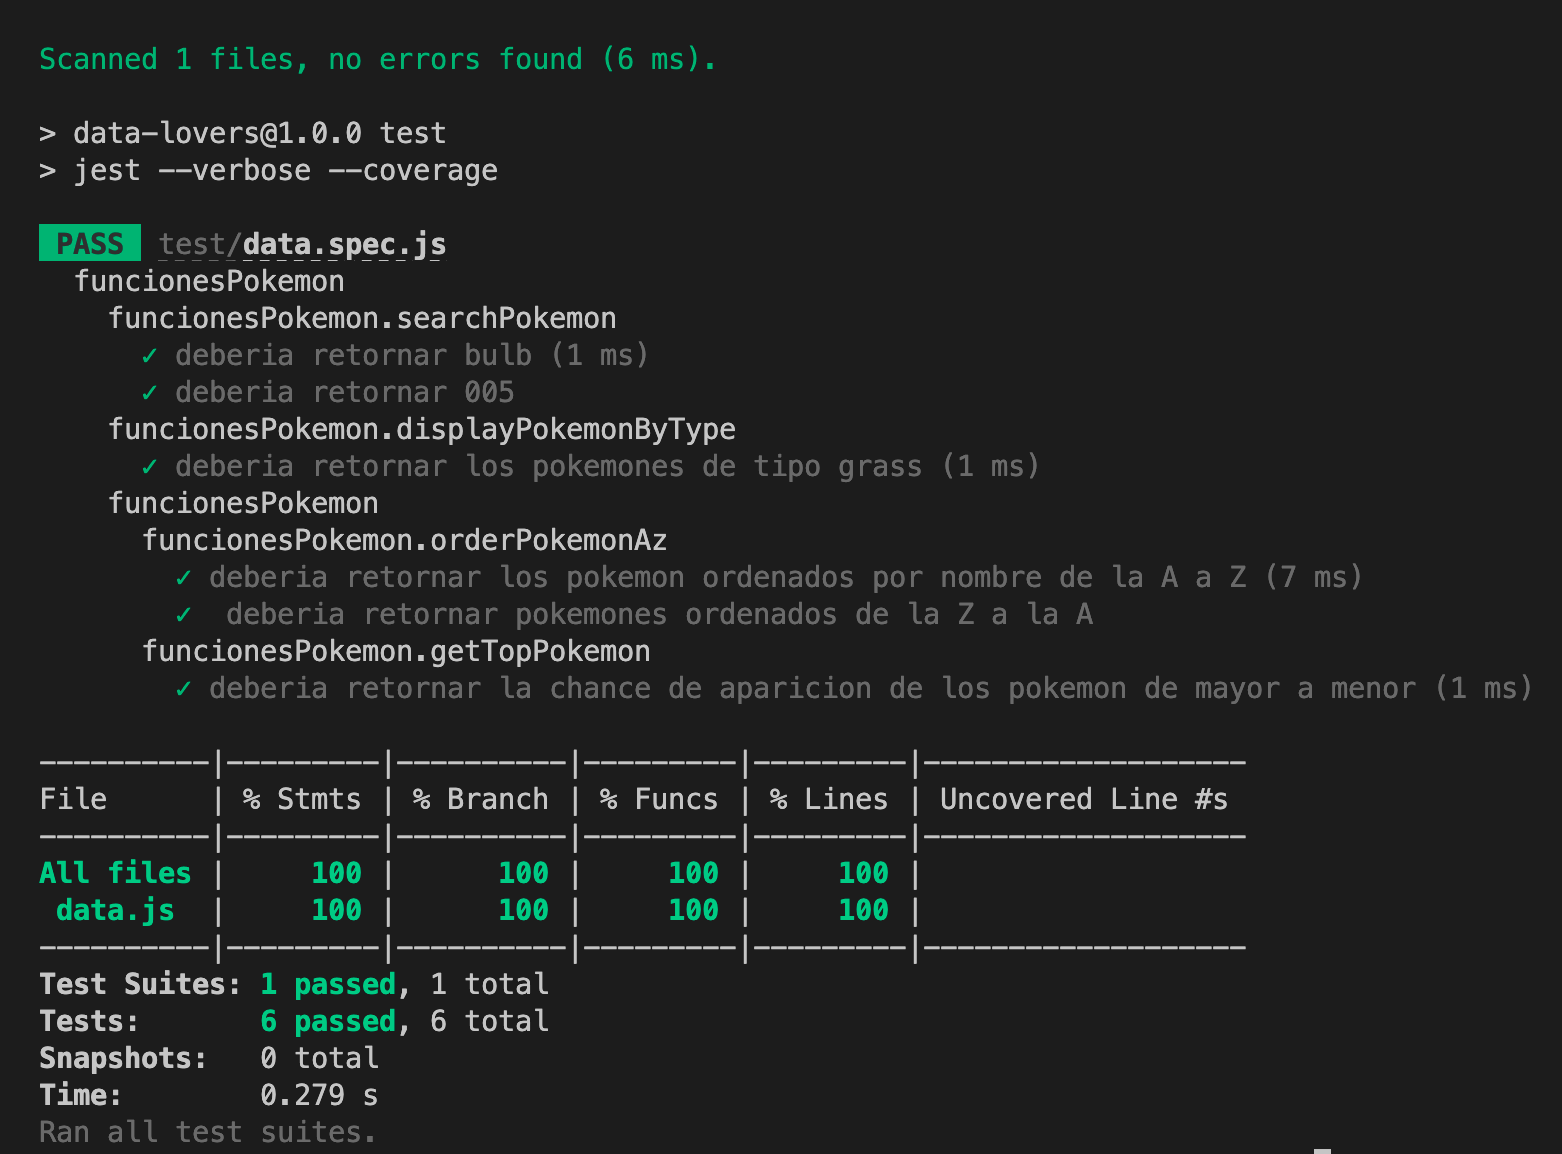 Scanned 1 files, no errors found (6 ms).
> data-lovers@1.0.0 test
> jest --verbose --coverage
PASS test/data.spec.js
funcionesPokemon
funcionesPokemon.searchPokemon
✓ deberia retornar bulb (1 ms)
✓ deberia retornar 005
funcionesPokemon.displayPokemonByType
✓ deberia retornar los pokemones de tipo grass (1 ms)
funcionesPokemon
funcionesPokemon.orderPokemonAz
✓ deberia retornar los pokemon ordenados por nombre de la A a Z (7 ms)
✓  deberia retornar pokemones ordenados de la Z a la A
funcionesPokemon.getTopPokemon
✓ deberia retornar la chance de aparicion de los pokemon de mayor a menor (1 ms)
----------|---------|----------|---------|---------|-------------------
File      | % Stmts | % Branch | % Funcs | % Lines | Uncovered Line #s
----------|---------|----------|---------|---------|-------------------
All files |     100 |      100 |     100 |     100 |
 data.js  |     100 |      100 |     100 |     100 |
----------|---------|----------|---------|---------|-------------------
Test Suites: 1 passed, 1 total
Tests:       6 passed, 6 total
Snapshots:   0 total
Time:        0.279 s
Ran all test suites.